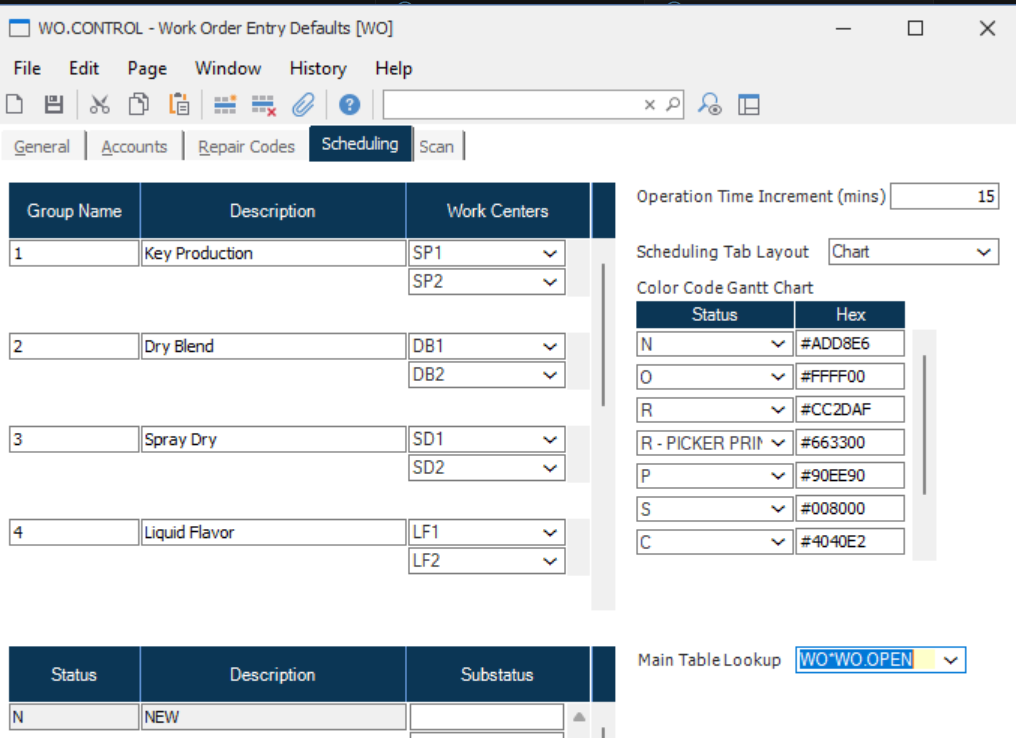 WO.CONTROL - Work Order Entry Defaults [WO]
File Edit Page Window History Help
General Accounts Repair Codes Scheduling Scan
Group Name Description Work Centers
1 Key Production SP1
SP2
2 Dry Blend DB1
DB2
3 Spray Dry SD1
SD2
4 Liquid Flavor LF1
LF2
Operation Time Increment (mins) 15
Scheduling Tab Layout Chart
Color Code Gantt Chart
Status Hex
N #ADD8E6
O #FFFF00
R #CC2DAF
R - PICKER PRIN #663300
P #90EE90
S #008000
C #4040E2
Main Table Lookup WO*WO.OPEN
Status Description Substatus
N NEW